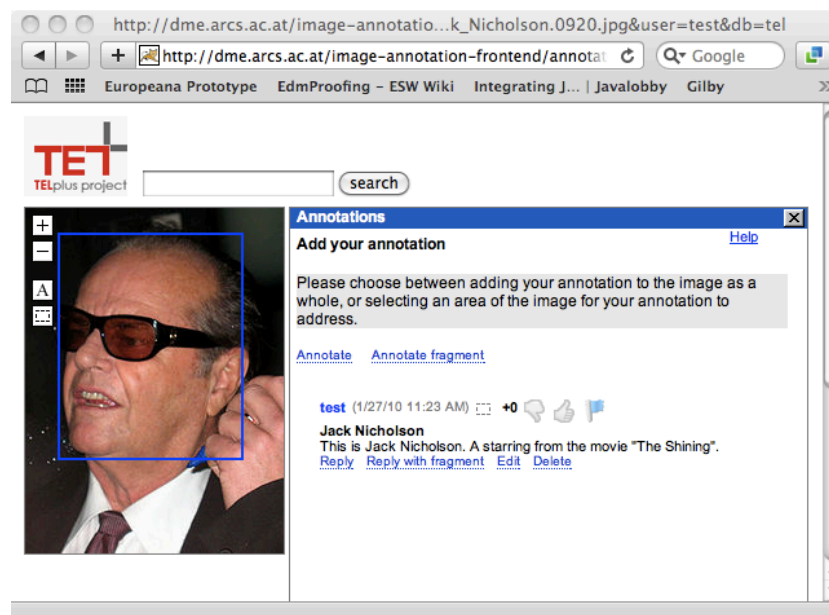 http://dme.arcs.ac.at/image-annotatio...k_Nicholson.0920.jpg&user=test&db=tel
http://dme.arcs.ac.at/image-annotation-frontend/annotat Google
Europeana Prototype EdmProofing – ESW Wiki Integrating J... | Javalobby Gilby
TEL
TELplus project
search
Annotations
Add your annotation
Help
Please choose between adding your annotation to the image as a
whole, or selecting an area of the image for your annotation to
address.
A
Annotate Annotate fragment
test (1/27/10 11:23 AM) +0
Jack Nicholson
This is Jack Nicholson. A starring from the movie "The Shining".
Reply Reply with fragment Edit Delete